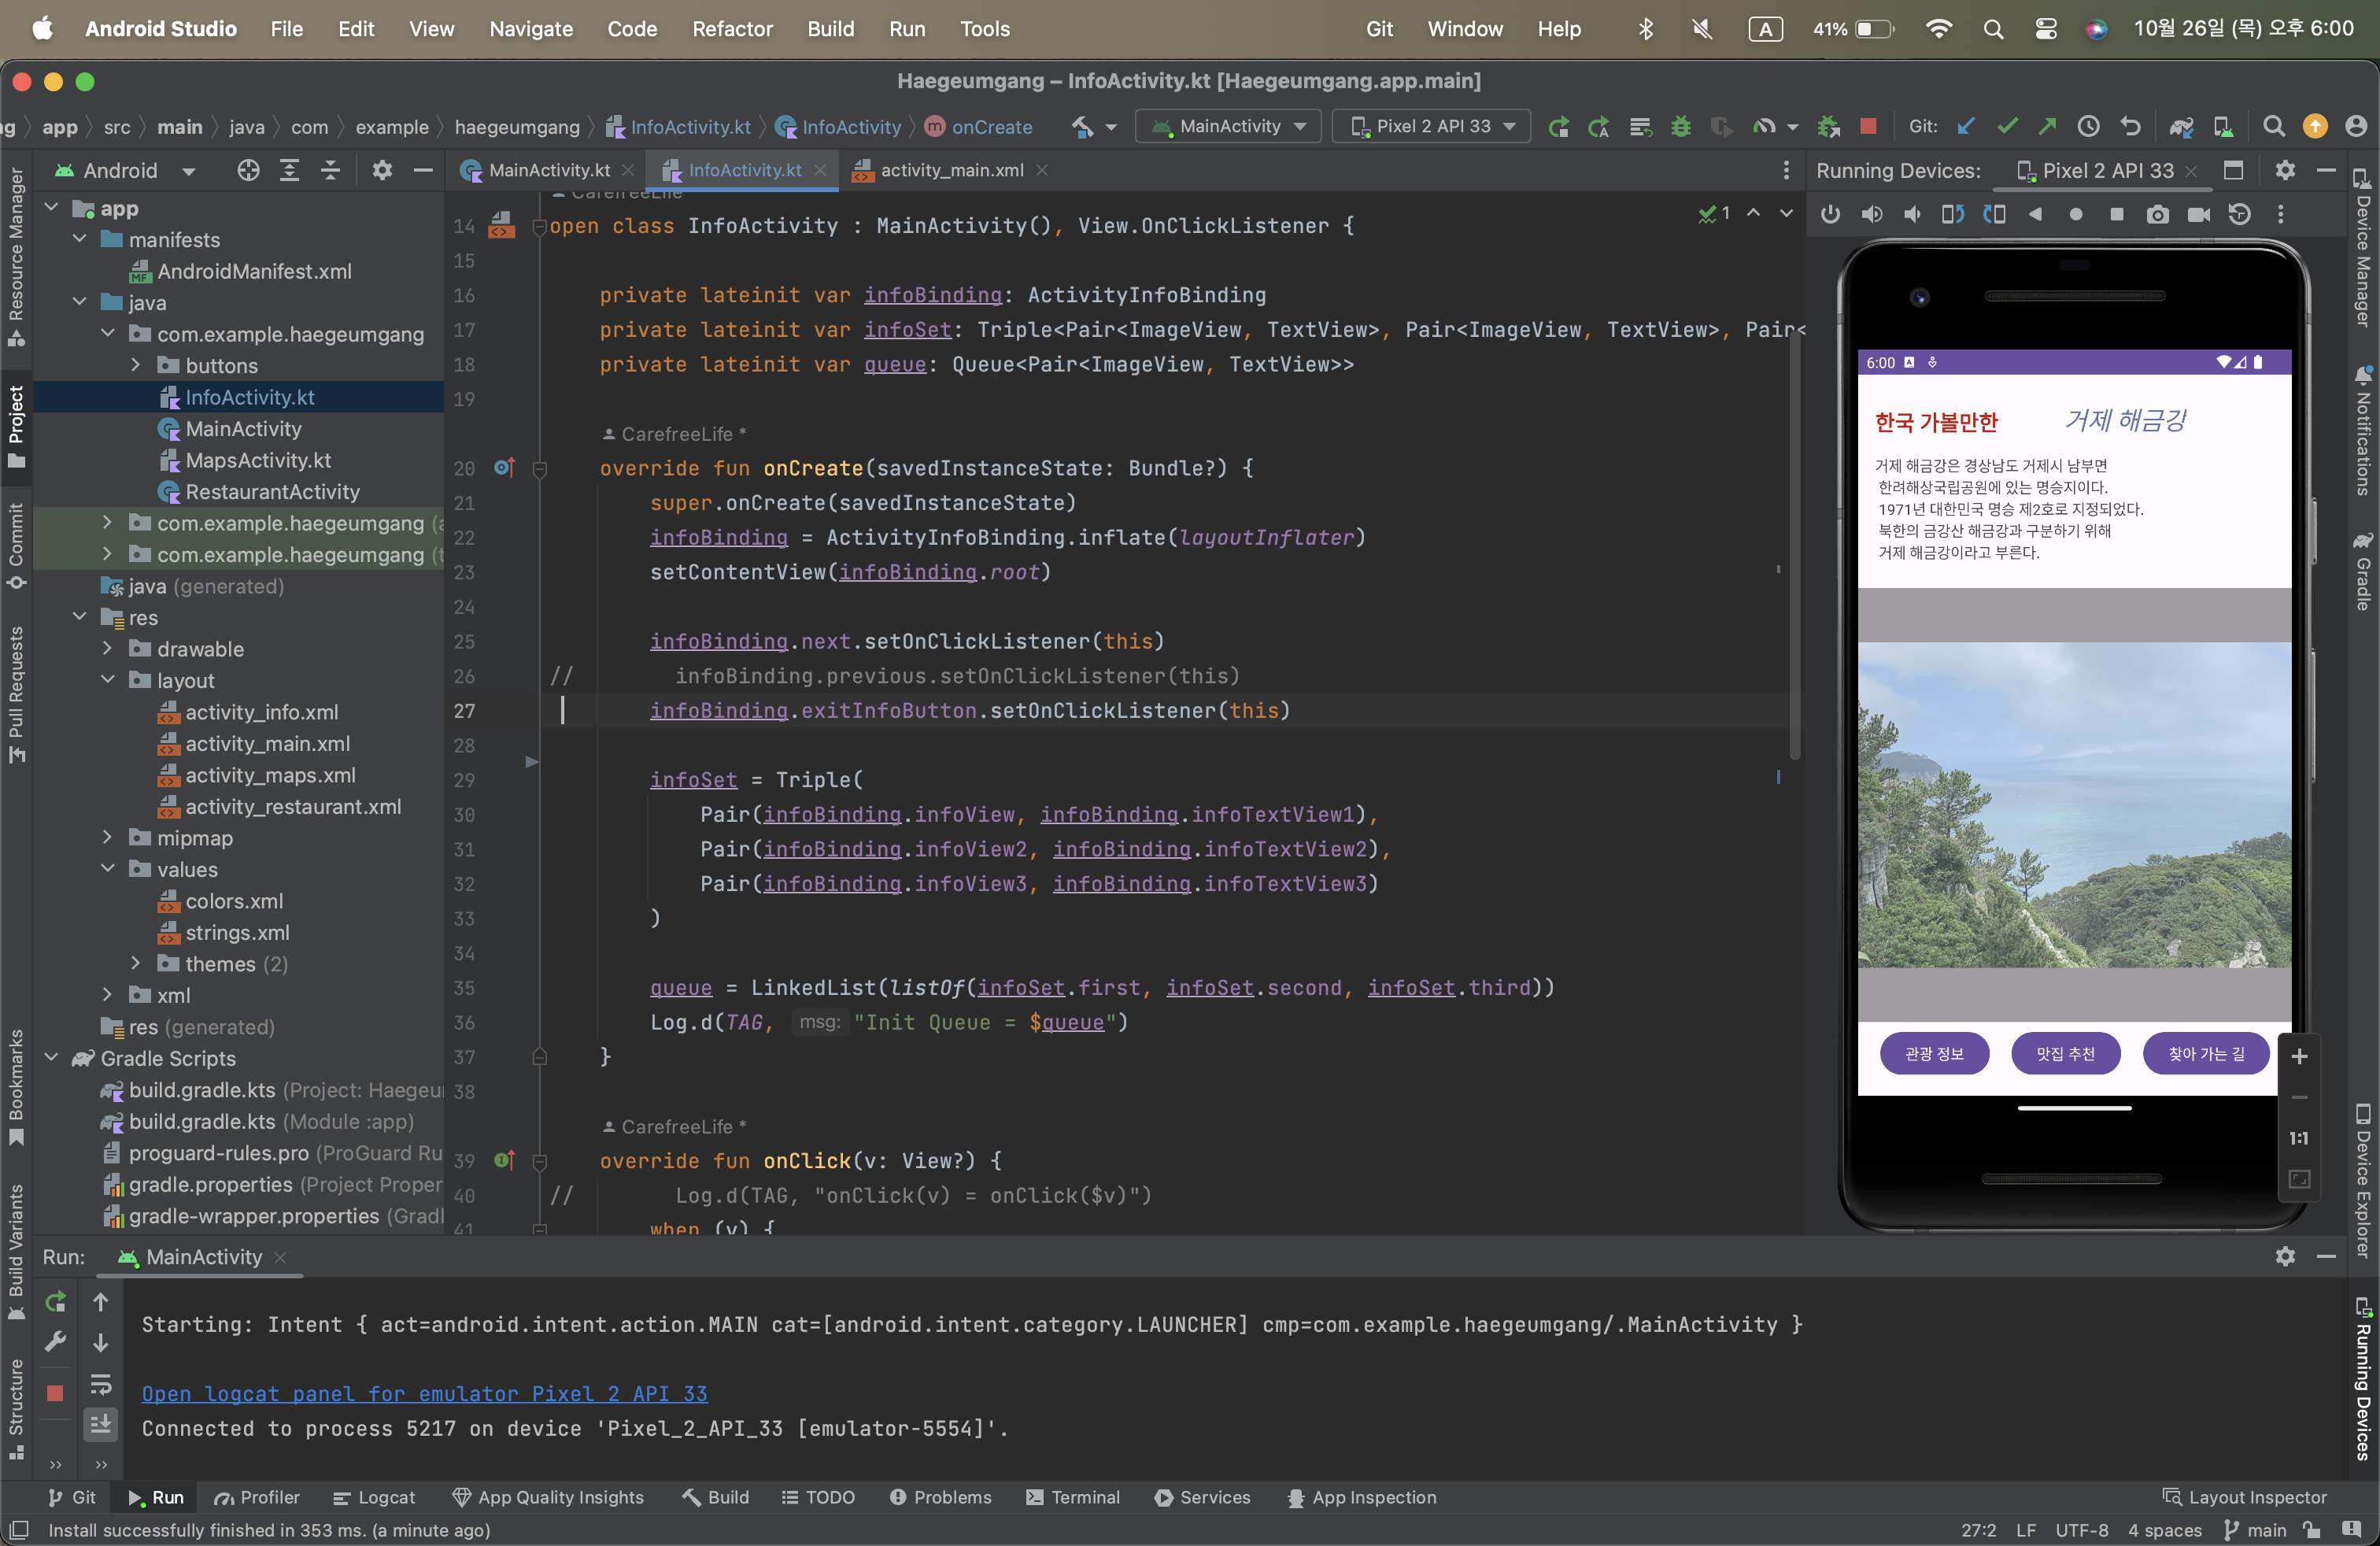 Android Studio File Edit View Navigate Code Refactor Build Run Tools Git Window Help A 41% 10월 26일 (목) 오후 6:00
Haegeumgang – InfoActivity.kt [Haegeumgang.app.main]
app src main java com example haegeumgang InfoActivity.kt InfoActivity onCreate MainActivity Pixel 2 API 33 Git:
Android
MainActivity.kt InfoActivity.kt activity_main.xml
Running Devices: Pixel 2 API 33
Resource Manager
Project
Commit
Pull Requests
Bookmarks
Build Variants
Structure
app
manifests
AndroidManifest.xml
java
com.example.haegeumgang
buttons
InfoActivity.kt
MainActivity
MapsActivity.kt
RestaurantActivity
com.example.haegeumgang (a
com.example.haegeumgang (t
java (generated)
res
drawable
layout
activity_info.xml
activity_main.xml
activity_maps.xml
activity_restaurant.xml
mipmap
values
colors.xml
strings.xml
themes (2)
xml
res (generated)
Gradle Scripts
build.gradle.kts (Project: Haegeu
build.gradle.kts (Module :app)
proguard-rules.pro (ProGuard Ru
gradle.properties (Project Proper
gradle-wrapper.properties (Grad
CarefreeLife
1
14 open class InfoActivity : MainActivity(), View.OnClickListener {
15
16 private lateinit var infoBinding: ActivityInfoBinding
17 private lateinit var infoSet: Triple<Pair<ImageView, TextView>, Pair<ImageView, TextView>, Pair<
18 private lateinit var queue: Queue<Pair<ImageView, TextView>>
19
CarefreeLife *
20 override fun onCreate(savedInstanceState: Bundle?) {
21 super.onCreate(savedInstanceState)
22 infoBinding = ActivityInfoBinding.inflate(layoutInflater)
23 setContentView(infoBinding.root)
24
25 infoBinding.next.setOnClickListener(this)
26 // infoBinding.previous.setOnClickListener(this)
27 infoBinding.exitInfoButton.setOnClickListener(this)
28
29 infoSet = Triple(
30 Pair(infoBinding.infoView, infoBinding.infoTextView1),
31 Pair(infoBinding.infoView2, infoBinding.infoTextView2),
32 Pair(infoBinding.infoView3, infoBinding.infoTextView3)
33 )
34
35 queue = LinkedList(listOf(infoSet.first, infoSet.second, infoSet.third))
36 Log.d(TAG, msg: "Init Queue = $queue")
37 }
38
CarefreeLife *
39 override fun onClick(v: View?) {
40 // Log.d(TAG, "onClick(v) = onClick($v)")
41 when (v) {
6:00
한국 가볼만한 거제 해금강
거제 해금강은 경상남도 거제시 남부면
한려해상국립공원에 있는 명승지이다.
1971년 대한민국 명승 제2호로 지정되었다.
북한의 금강산 해금강과 구분하기 위해
거제 해금강이라고 부른다.
관광 정보 맛집 추천 찾아 가는 길
1:1
Device Manager
Notifications
Gradle
Device Explorer
Running Devices
Run: MainActivity
Starting: Intent { act=android.intent.action.MAIN cat=[android.intent.category.LAUNCHER] cmp=com.example.haegeumgang/.MainActivity }
Open logcat panel for emulator Pixel 2 API 33
Connected to process 5217 on device 'Pixel_2_API_33 [emulator-5554]'.
Git Run Profiler Logcat App Quality Insights Build TODO Problems Terminal Services App Inspection Layout Inspector
Install successfully finished in 353 ms. (a minute ago) 27:2 LF UTF-8 4 spaces main